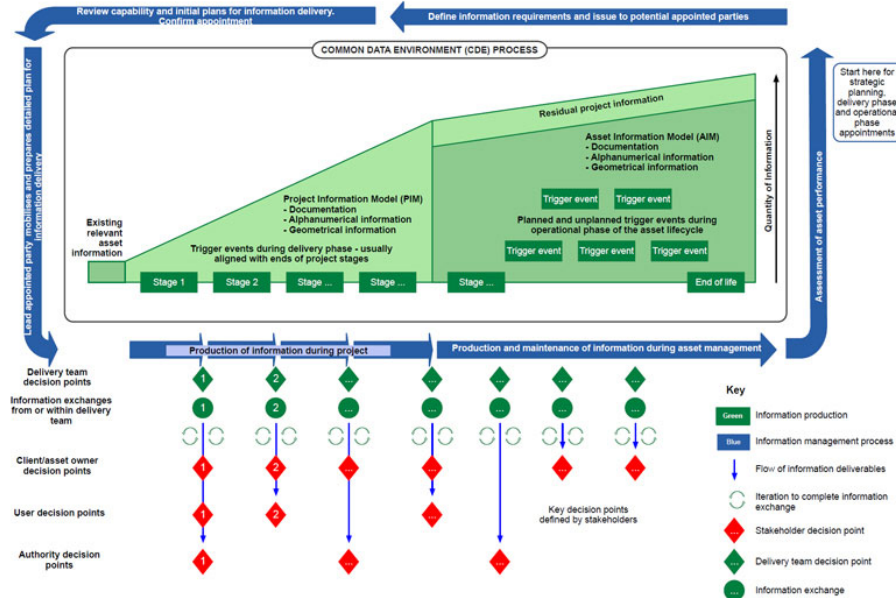 Review capability and initial plans for information delivery.
Confirm appointment
Define information requirements and issue to potential appointed parties
Lead appointed party mobilises and prepares detailed plan for
information delivery
COMMON DATA ENVIRONMENT (CDE) PROCESS
Start here for
strategic
planning,
delivery phase
and operational
phase
appointments
Assessment of asset performance
Quantity of Information
Residual project information
Asset Information Model (AIM)
- Documentation
- Alphanumerical information
- Geometrical information
Project Information Model (PIM)
- Documentation
- Alphanumerical information
- Geometrical information
Trigger event
Trigger event
Planned and unplanned trigger events during
operational phase of the asset lifecycle
Trigger event
Trigger event
Trigger event
Existing
relevant
asset
information
Trigger events during delivery phase - usually
aligned with ends of project stages
Stage 1
Stage 2
Stage ...
Stage ...
Stage ...
End of life
Production of information during project
Production and maintenance of information during asset management
Delivery team
decision points
1
2
...
...
...
...
...
Information exchanges
from or within delivery
team
1
2
...
...
...
...
...
Client/asset owner
decision points
1
2
...
...
...
...
User decision points
1
2
...
Key decision points
defined by stakeholders
Authority decision
points
1
...
...
Key
Green
Information production
Blue
Information management process
Flow of information deliverables
Iteration to complete information
exchange
...
Stakeholder decision point
...
Delivery team decision point
...
Information exchange